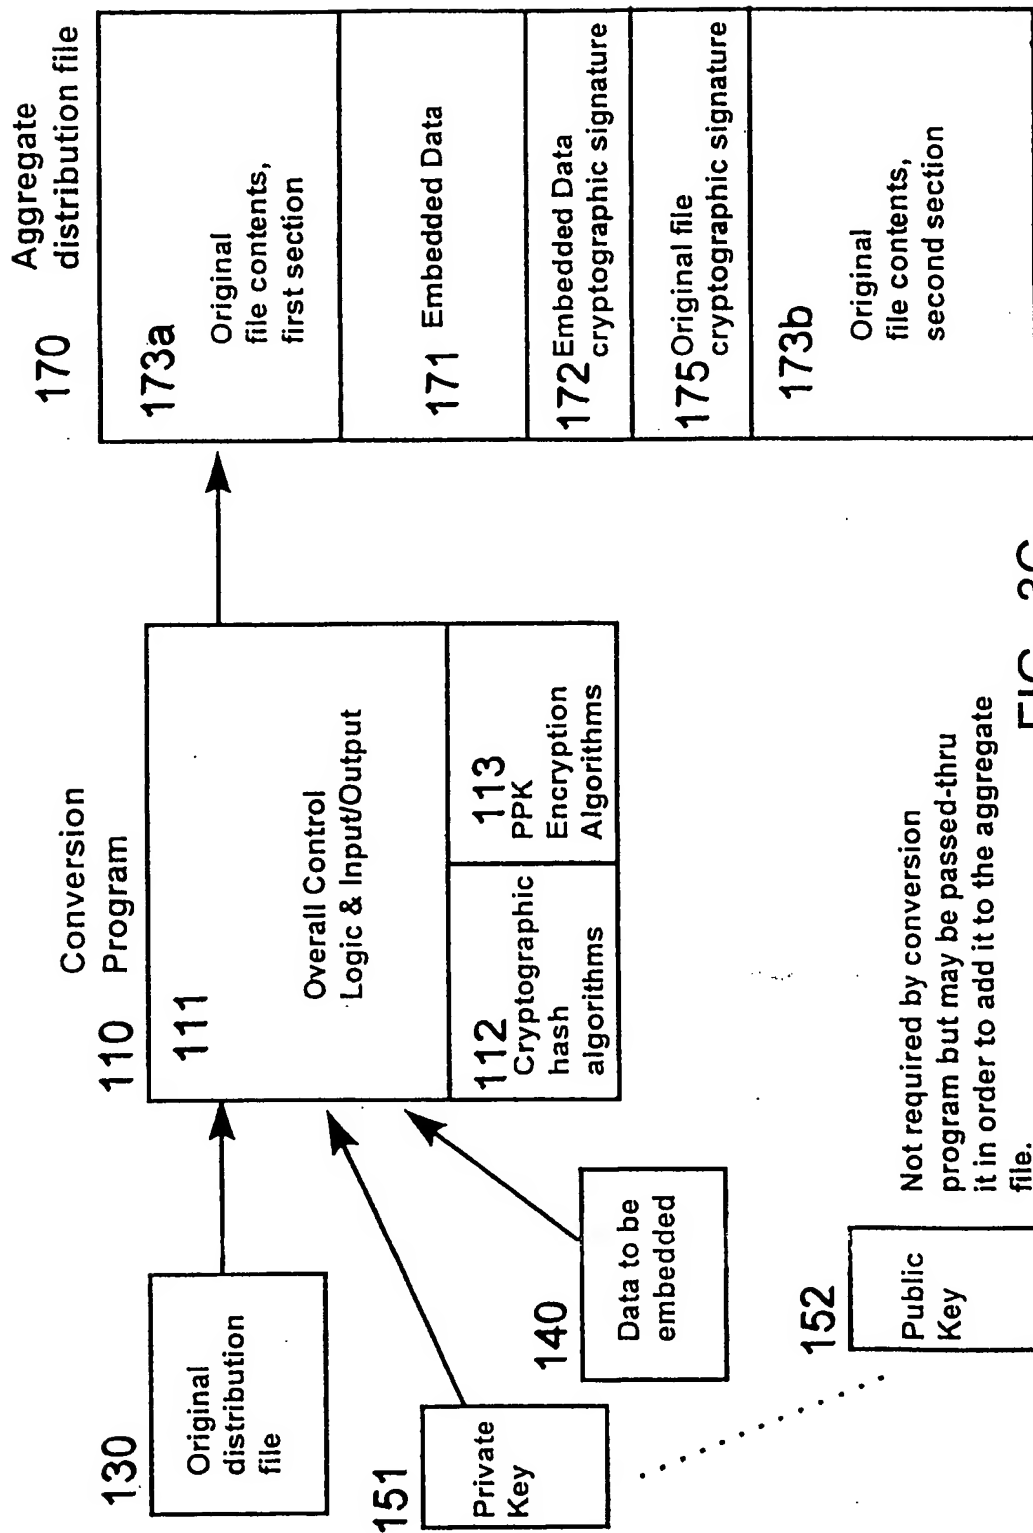 130
Original
distribution
file
151
Private
Key
140
Data to be
embedded
152
Public
Key
Not required by conversion
program but may be passed-thru
it in order to add it to the aggregate
file.
Conversion
110 Program
111
Overall Control
Logic & Input/Output
112
Cryptographic
hash
algorithms
113
PPK
Encryption
Algorithms
170
Aggregate
distribution file
173a
Original
file contents,
first section
171 Embedded Data
172 Embedded Data
cryptographic signature
175 Original file
cryptographic signature
173b
Original
file contents,
second section
FIG